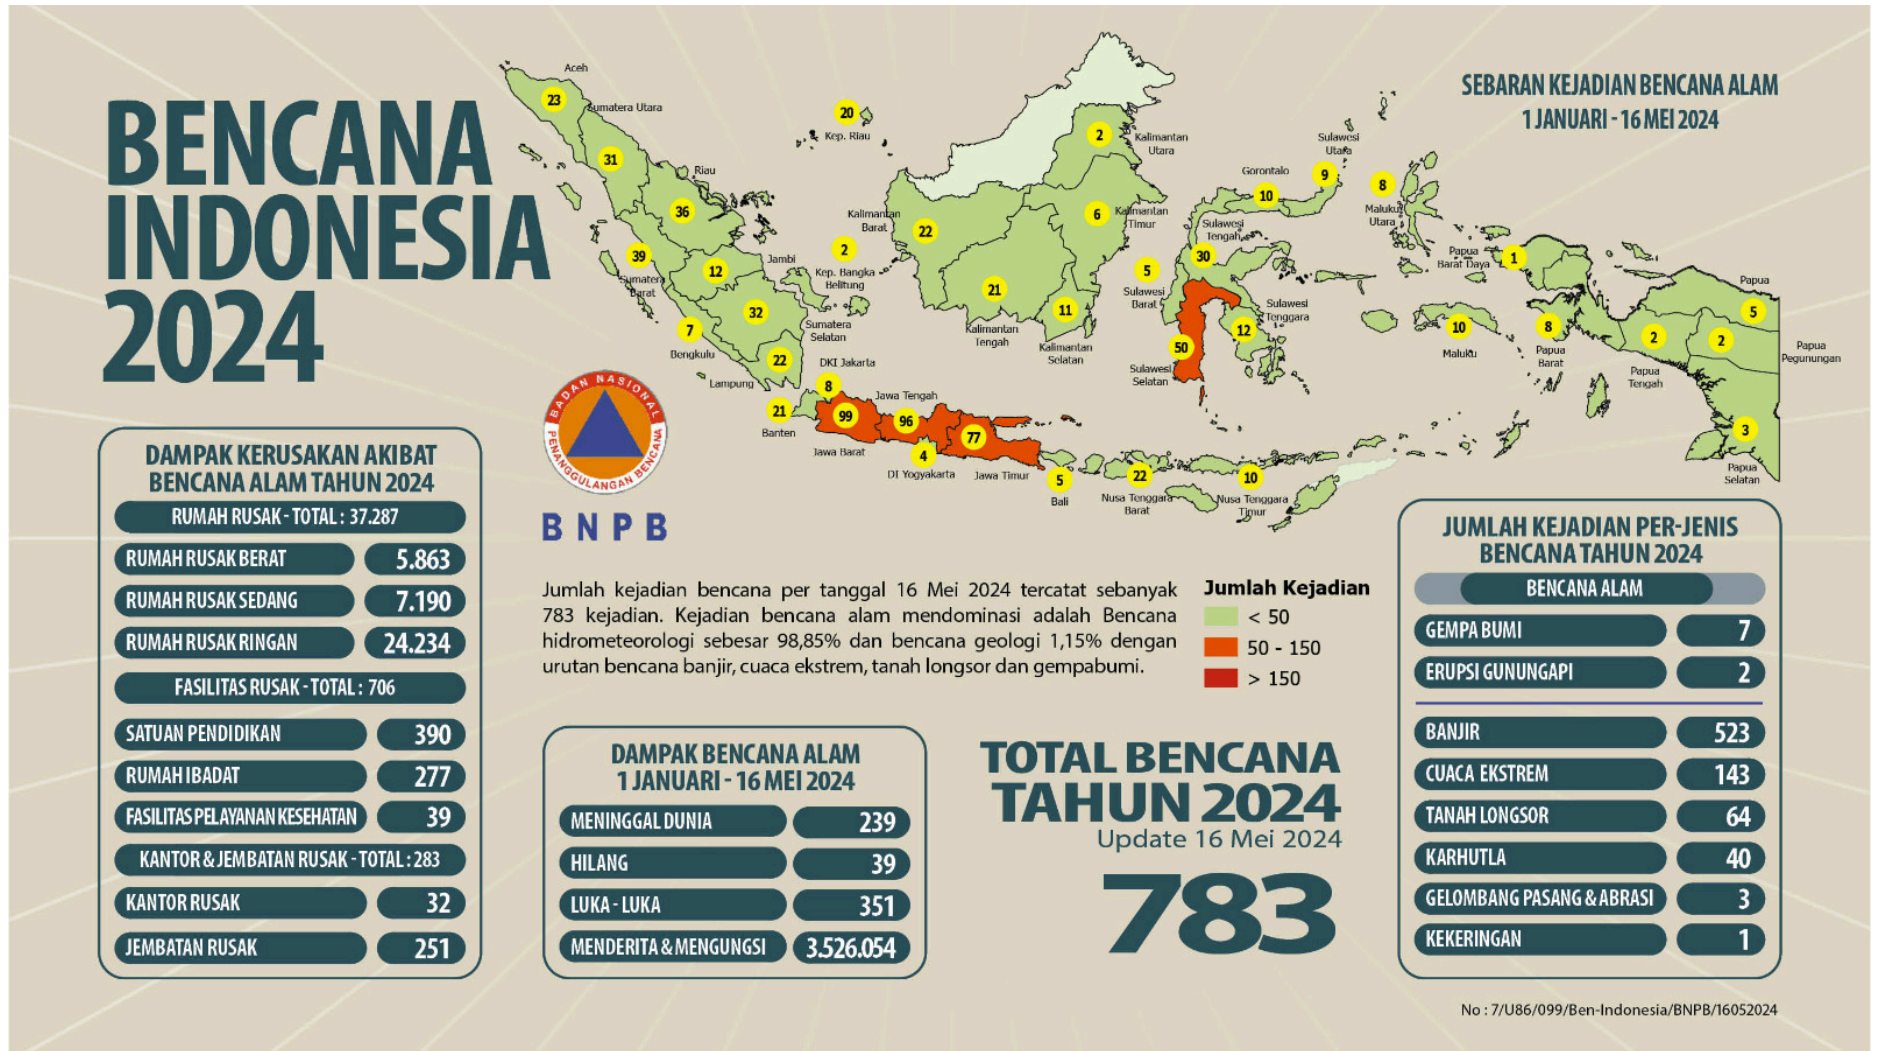 BENCANA
INDONESIA
2024
SEBARAN KEJADIAN BENCANA ALAM
1 JANUARI - 16 MEI 2024
Aceh
23
Sumatera Utara
31
Riau
36
Kep. Riau
20
Sumatera
Barat
39
Jambi
12
Kep. Bangka
Belitung
2
Sumatera
Selatan
32
Bengkulu
7
Lampung
22
DKI Jakarta
8
Banten
21
Jawa Barat
99
Jawa Tengah
96
DI Yogyakarta
4
Jawa Timur
77
Bali
5
Nusa Tenggara
Barat
22
Nusa Tenggara
Timur
10
Kalimantan
Barat
22
Kalimantan
Tengah
21
Kalimantan
Selatan
11
Kalimantan
Timur
6
Kalimantan
Utara
2
Sulawesi
Utara
9
Gorontalo
10
Sulawesi
Tengah
30
Sulawesi
Barat
5
Sulawesi
Selatan
50
Sulawesi
Tenggara
12
Maluku
Utara
8
Maluku
10
Papua
Barat Daya
1
Papua
Barat
8
Papua
Tengah
2
Papua
5
Papua
Pegunungan
2
Papua
Selatan
3
BADAN NASIONAL
PENANGGULANGAN BENCANA
BNPB
DAMPAK KERUSAKAN AKIBAT
BENCANA ALAM TAHUN 2024
RUMAH RUSAK - TOTAL : 37.287
RUMAH RUSAK BERAT 5.863
RUMAH RUSAK SEDANG 7.190
RUMAH RUSAK RINGAN 24.234
FASILITAS RUSAK - TOTAL : 706
SATUAN PENDIDIKAN 390
RUMAH IBADAT 277
FASILITAS PELAYANAN KESEHATAN 39
KANTOR & JEMBATAN RUSAK - TOTAL : 283
KANTOR RUSAK 32
JEMBATAN RUSAK 251
Jumlah kejadian bencana per tanggal 16 Mei 2024 tercatat sebanyak
783 kejadian. Kejadian bencana alam mendominasi adalah Bencana
hidrometeorologi sebesar 98,85% dan bencana geologi 1,15% dengan
urutan bencana banjir, cuaca ekstrem, tanah longsor dan gempabumi.
Jumlah Kejadian
< 50
50 - 150
> 150
DAMPAK BENCANA ALAM
1 JANUARI - 16 MEI 2024
MENINGGAL DUNIA 239
HILANG 39
LUKA - LUKA 351
MENDERITA & MENGUNGSI 3.526.054
TOTAL BENCANA
TAHUN 2024
Update 16 Mei 2024
783
JUMLAH KEJADIAN PER-JENIS
BENCANA TAHUN 2024
BENCANA ALAM
GEMPA BUMI 7
ERUPSI GUNUNGAPI 2
BANJIR 523
CUACA EKSTREM 143
TANAH LONGSOR 64
KARHUTLA 40
GELOMBANG PASANG & ABRASI 3
KEKERINGAN 1
No : 7/U86/099/Ben-Indonesia/BNPB/16052024